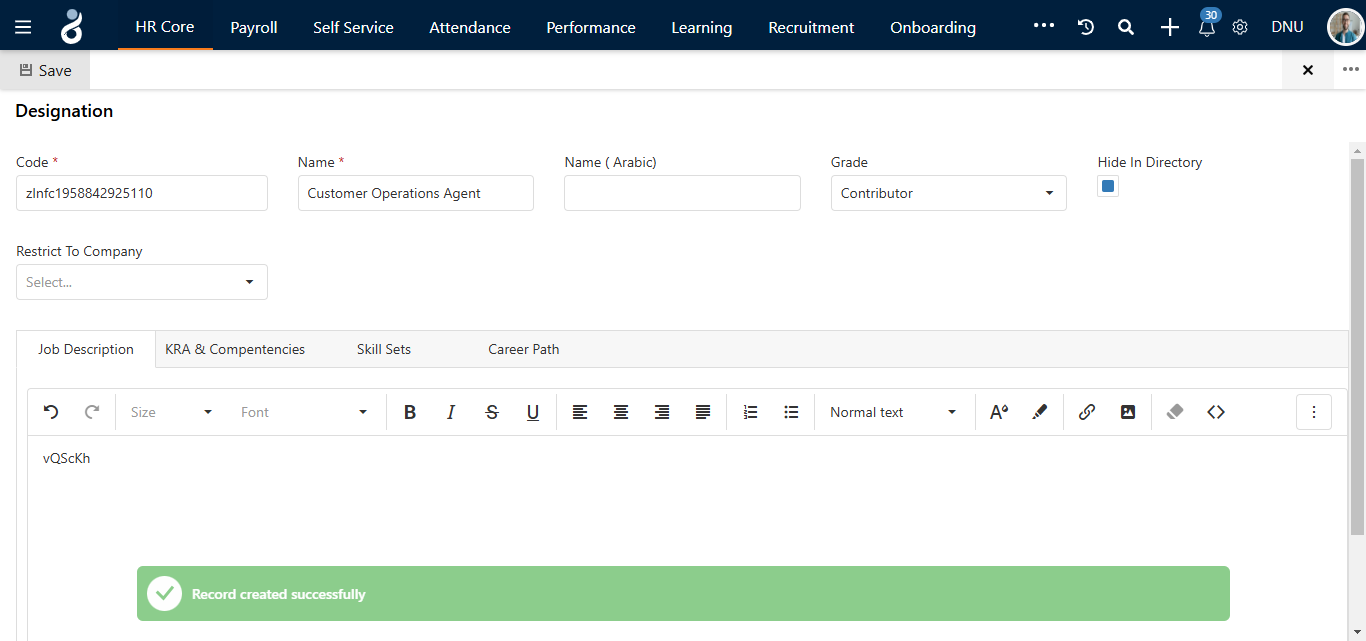 HR Core Payroll Self Service Attendance Performance Learning Recruitment Onboarding 30 DNU
Save
Designation
Code * Name * Name ( Arabic) Grade Hide In Directory
zlnfc1958842925110 Customer Operations Agent Contributor
Restrict To Company
Select...
Job Description KRA & Compentencies Skill Sets Career Path
Size Font Normal text
vQScKh
Record created successfully